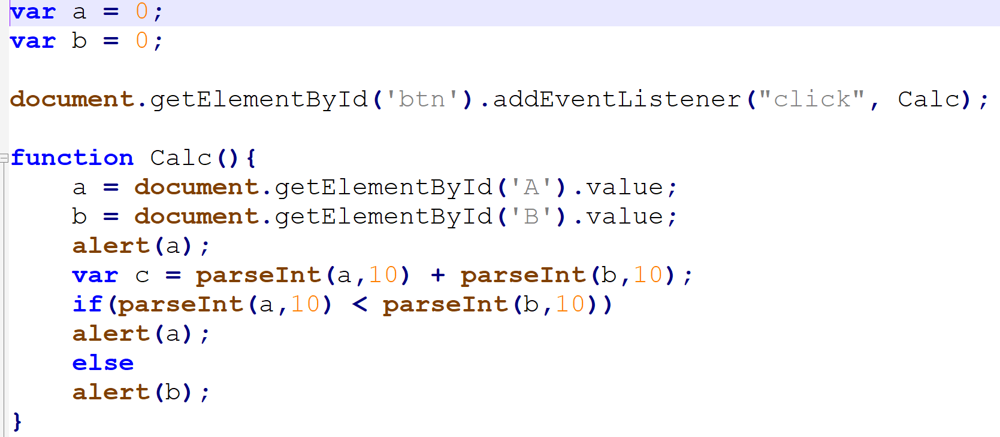 var a = 0;
var b = 0;
document.getElementById('btn').addEventListener("click", Calc);
function Calc(){
    a = document.getElementById('A').value;
    b = document.getElementById('B').value;
    alert(a);
    var c = parseInt(a,10) + parseInt(b,10);
    if(parseInt(a,10) < parseInt(b,10))
    alert(a);
    else
    alert(b);
}